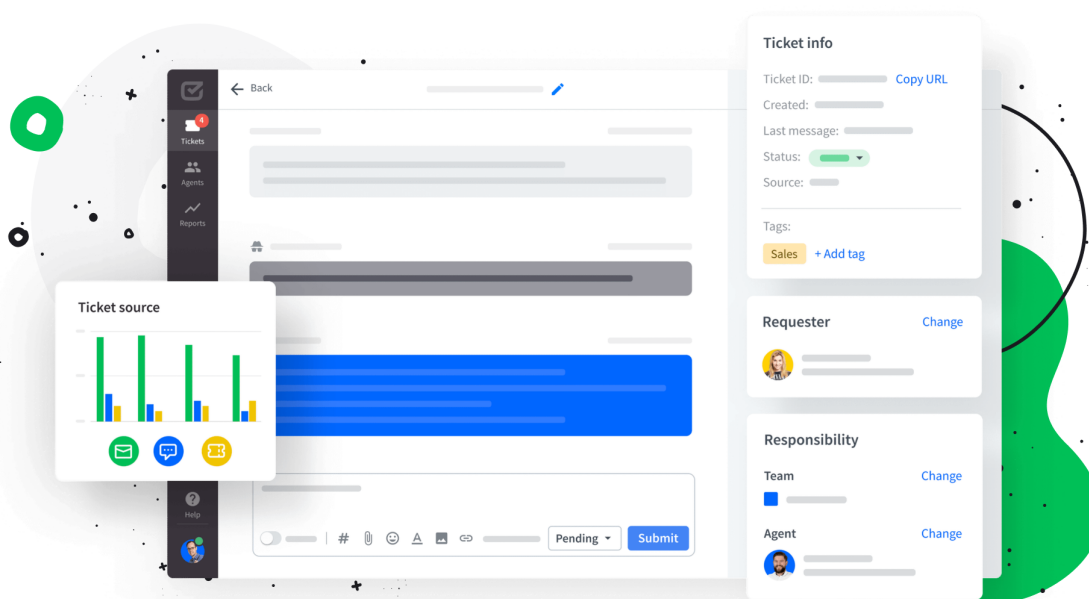 Back
4
Tickets
Agents
Reports
Ticket source
Help
Pending
Submit
Ticket info
Ticket ID: Copy URL
Created:
Last message:
Status:
Source:
Tags:
Sales + Add tag
Requester Change
Responsibility
Team Change
Agent Change